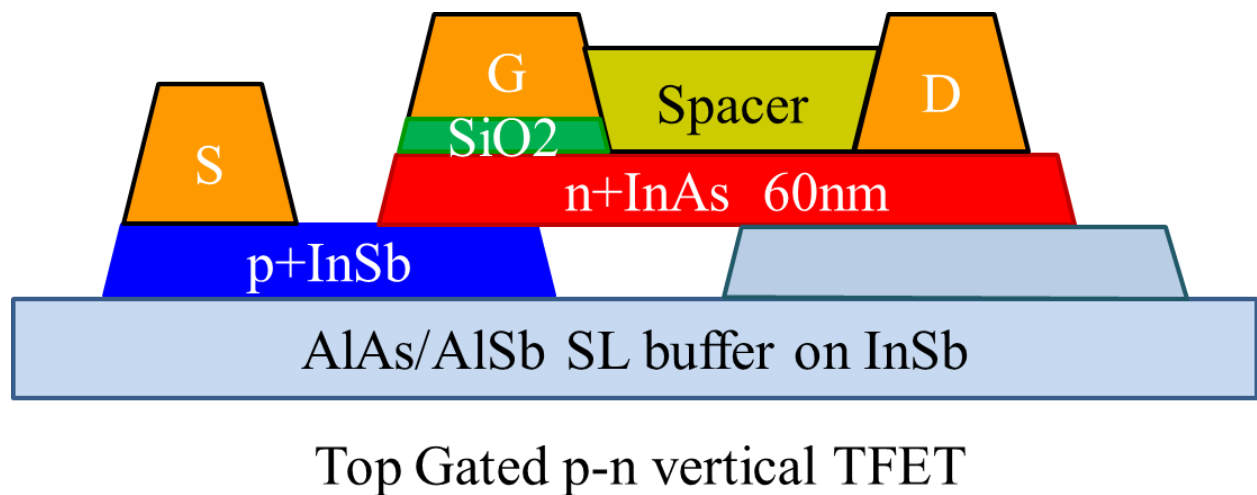 G
D
Spacer
S
SiO2
n+InAs 60nm
p+InSb
AlAs/AlSb SL buffer on InSb
Top Gated p-n vertical TFET